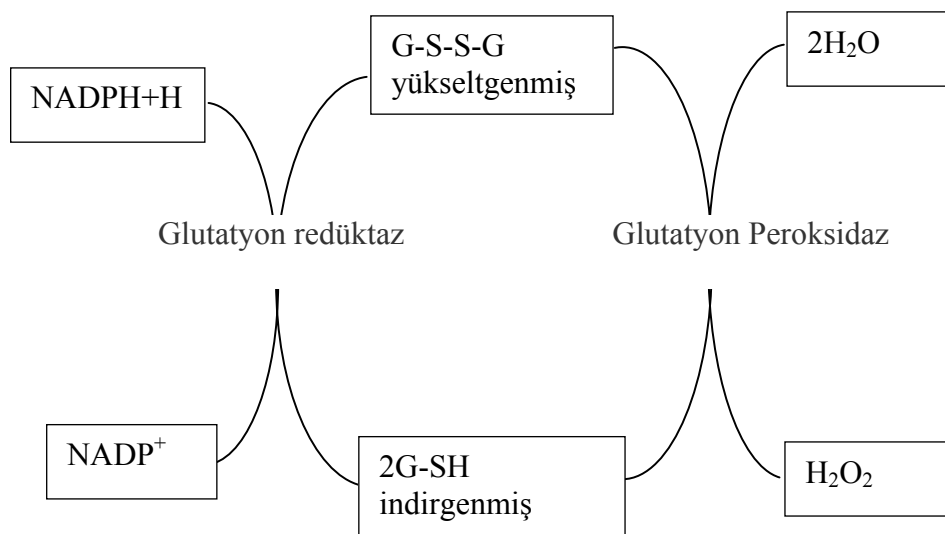 G-S-S-G
yükseltgenmiş
2H₂O
NADPH+H
Glutatyon redüktaz
Glutatyon Peroksidaz
NADP⁺
2G-SH
indirgenmiş
H₂O₂